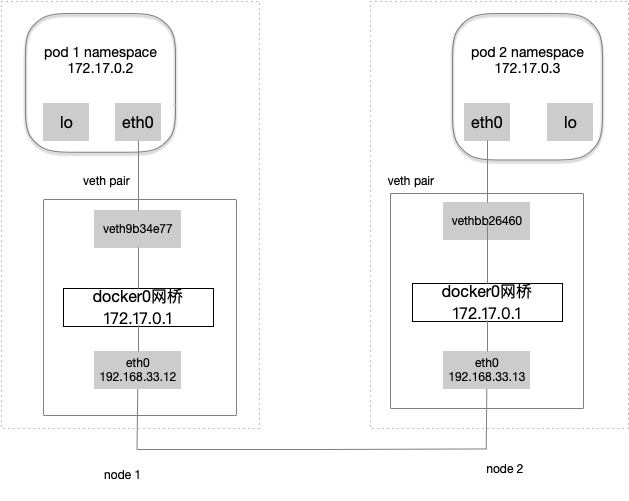 pod 1 namespace
172.17.0.2
lo
eth0
veth pair
veth9b34e77
docker0网桥
172.17.0.1
eth0
192.168.33.12
node 1
pod 2 namespace
172.17.0.3
eth0
lo
veth pair
vethbb26460
docker0网桥
172.17.0.1
eth0
192.168.33.13
node 2